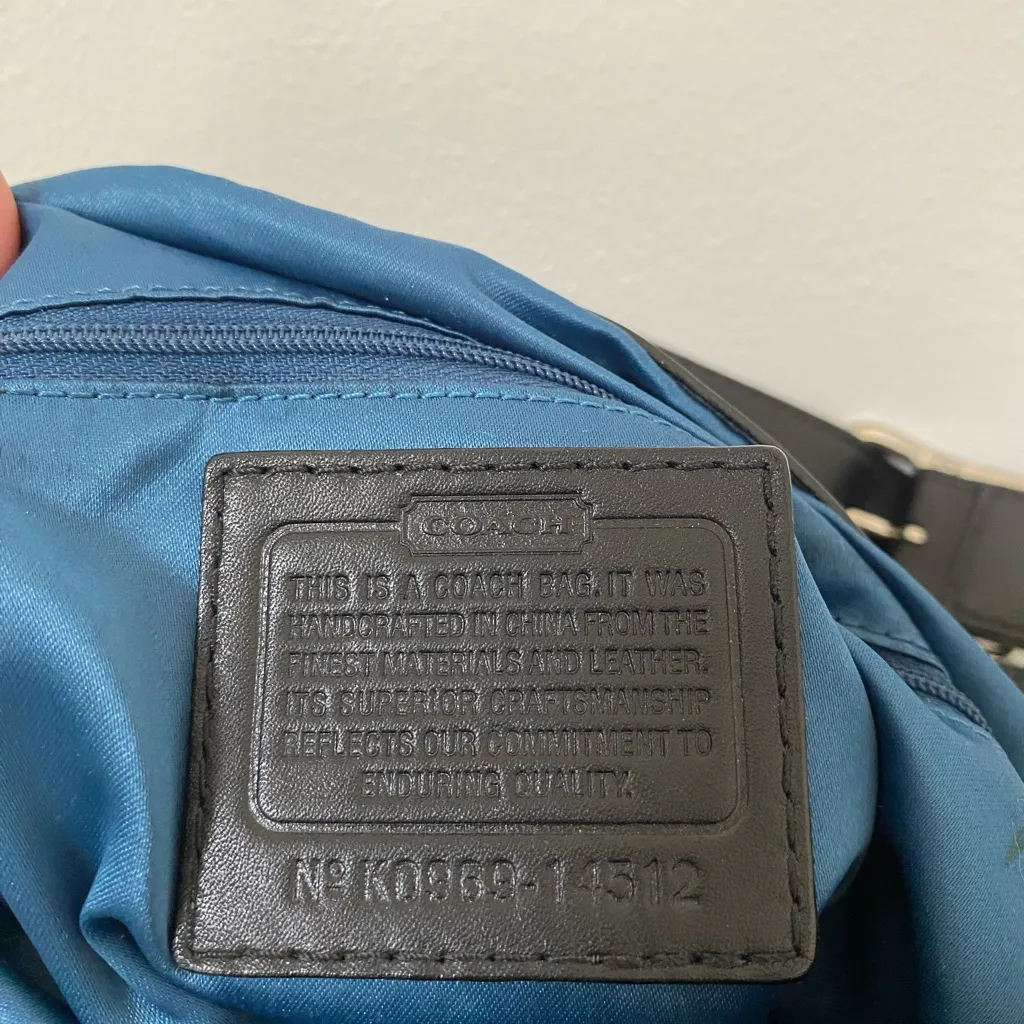 COACH
THIS IS A COACH BAG. IT WAS
HANDCRAFTED IN CHINA FROM THE
FINEST MATERIALS AND LEATHER.
ITS SUPERIOR CRAFTSMANSHIP
REFLECTS OUR COMMITMENT TO
ENDURING QUALITY.
Nº K0969-14512